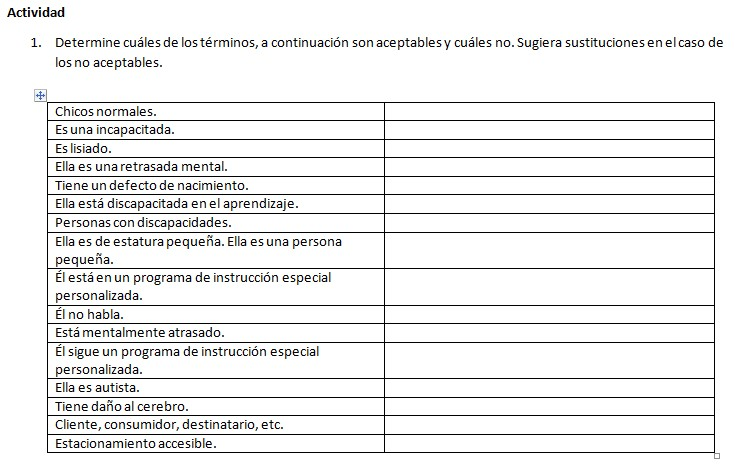 Actividad
1. Determine cuáles de los términos, a continuación son aceptables y cuáles no. Sugiera sustituciones en el caso de
los no aceptables.
Chicos normales.
Es una incapacitada.
Es lisiado.
Ella es una retrasada mental.
Tiene un defecto de nacimiento.
Ella está discapacitada en el aprendizaje.
Personas con discapacidades.
Ella es de estatura pequeña. Ella es una persona
pequeña.
Él está en un programa de instrucción especial
personalizada.
Él no habla.
Está mentalmente atrasado.
Él sigue un programa de instrucción especial
personalizada.
Ella es autista.
Tiene daño al cerebro.
Cliente, consumidor, destinatario, etc.
Estacionamiento accesible.